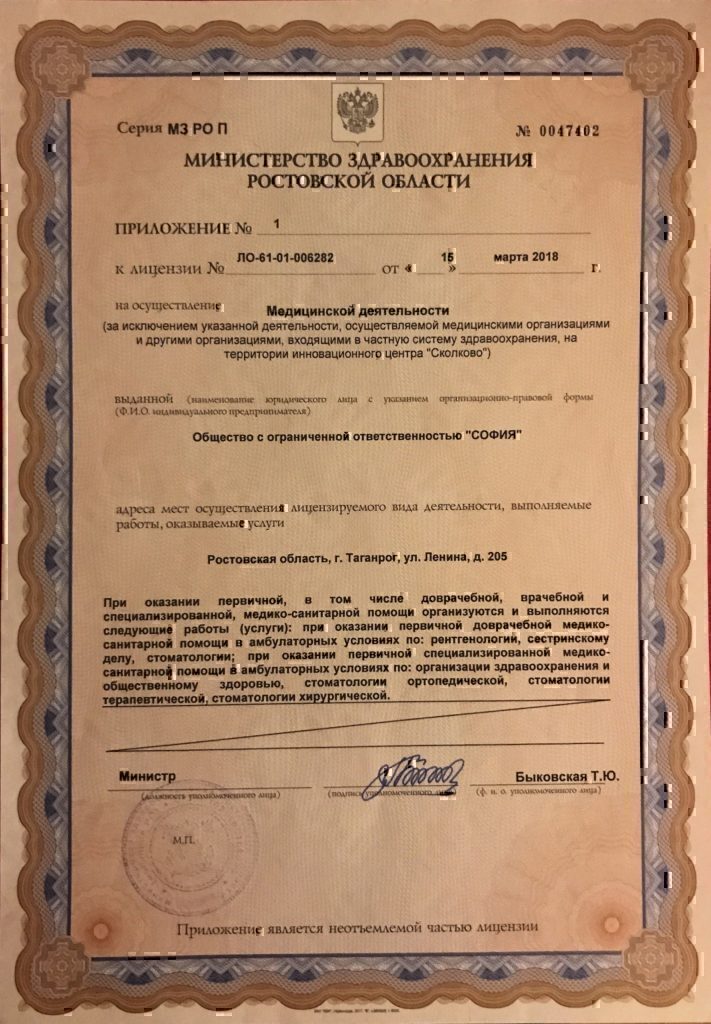 Серия МЗ РО П
№ 0047402
МИНИСТЕРСТВО ЗДРАВООХРАНЕНИЯ
РОСТОВСКОЙ ОБЛАСТИ
ПРИЛОЖЕНИЕ № 1
к лицензии № ЛО-61-01-006282 от « 15 » марта 2018 г.
на осуществление Медицинской деятельности
(за исключением указанной деятельности, осуществляемой медицинскими организациями
и другими организациями, входящими в частную систему здравоохранения, на
территории инновационного центра "Сколково")
выданной (наименование юридического лица с указанием организационно-правовой формы
(Ф.И.О. индивидуального предпринимателя)
Общество с ограниченной ответственностью "СОФИЯ"
адреса мест осуществления лицензируемого вида деятельности, выполняемые
работы, оказываемые услуги
Ростовская область, г. Таганрог, ул. Ленина, д. 205
При оказании первичной, в том числе доврачебной, врачебной и
специализированной, медико-санитарной помощи организуются и выполняются
следующие работы (услуги): при оказании первичной доврачебной медико-
санитарной помощи в амбулаторных условиях по: рентгенологии, сестринскому
делу, стоматологии; при оказании первичной специализированной медико-
санитарной помощи в амбулаторных условиях по: организации здравоохранения и
общественному здоровью, стоматологии ортопедической, стоматологии
терапевтической, стоматологии хирургической.
Министр Быковская Т.Ю.
(должность уполномоченного лица) (подпись уполномоченного лица) (ф. и. о. уполномоченного лица)
М.П.
Приложение является неотъемлемой частью лицензии